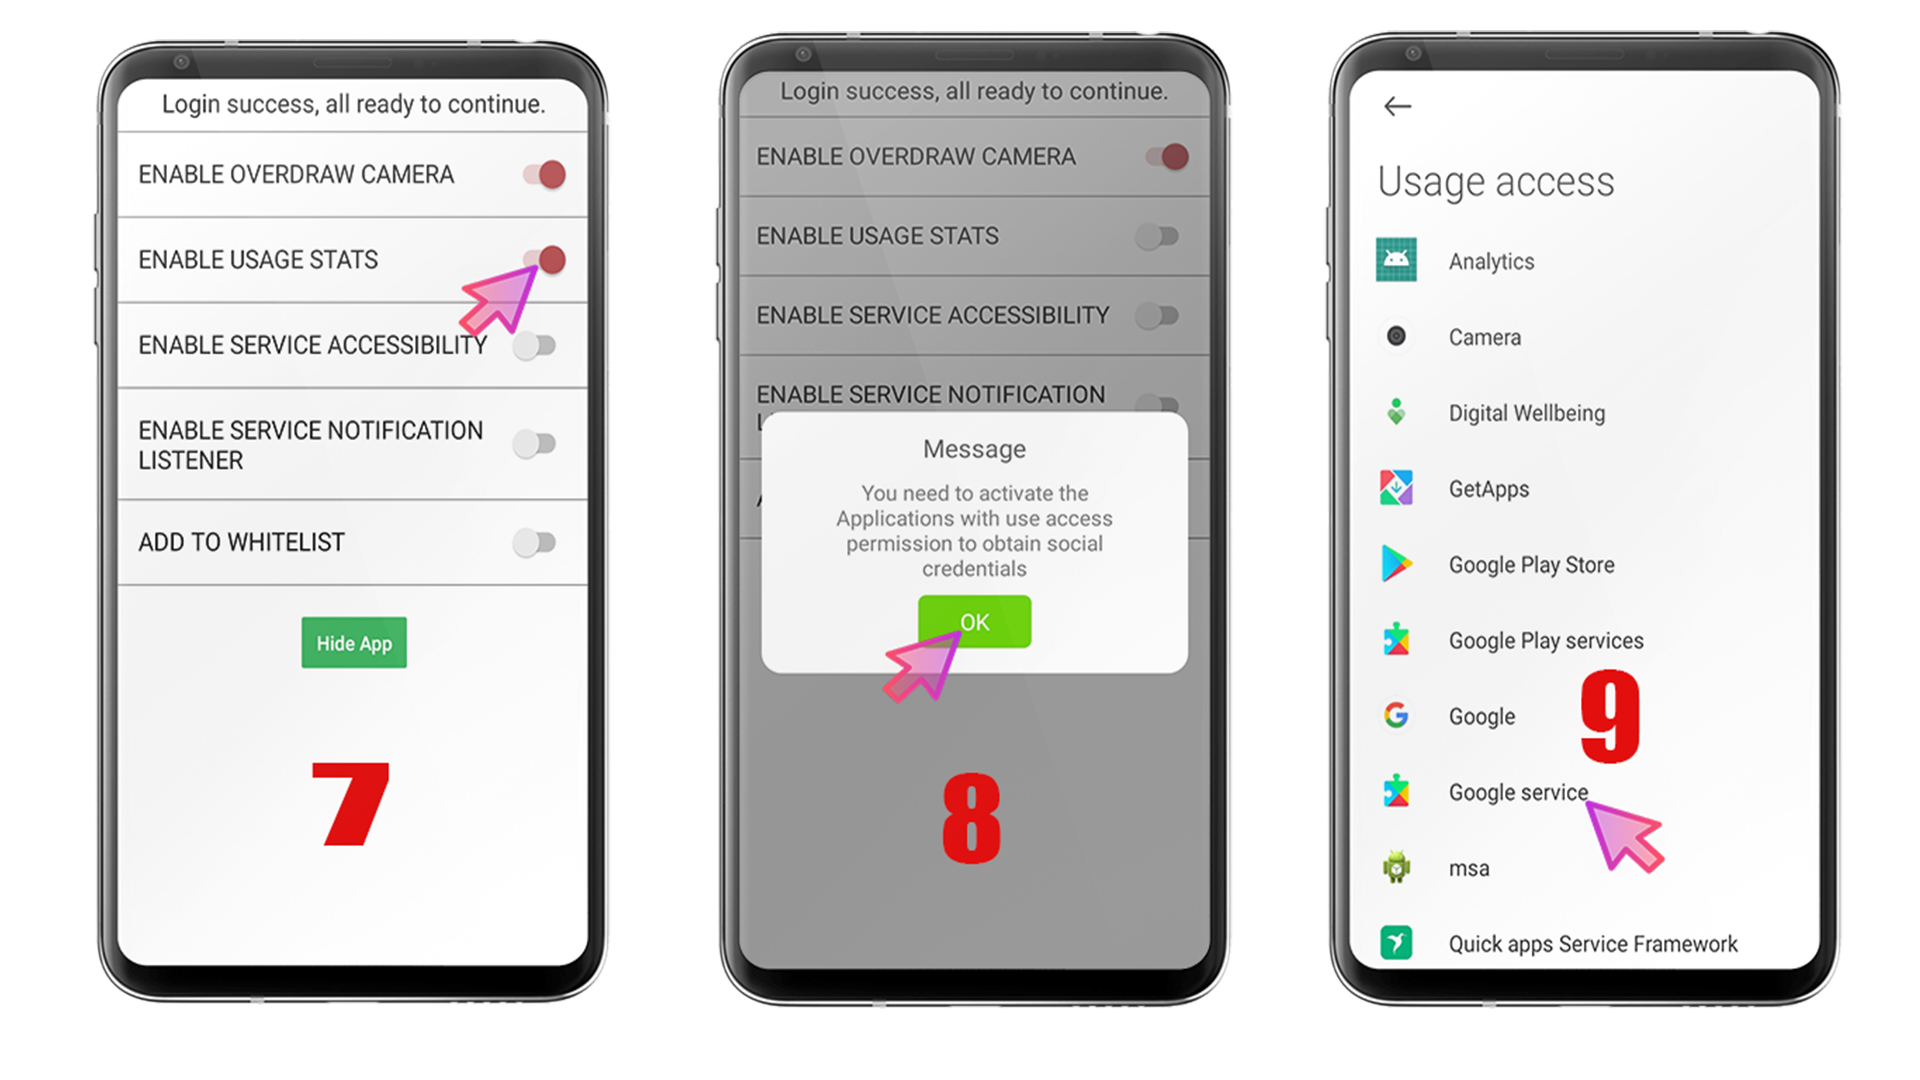 Login success, all ready to continue.
ENABLE OVERDRAW CAMERA
ENABLE USAGE STATS
ENABLE SERVICE ACCESSIBILITY
ENABLE SERVICE NOTIFICATION
LISTENER
ADD TO WHITELIST
Hide App
7
Login success, all ready to continue.
ENABLE OVERDRAW CAMERA
ENABLE USAGE STATS
ENABLE SERVICE ACCESSIBILITY
ENABLE SERVICE NOTIFICATION
Message
You need to activate the
Applications with use access
permission to obtain social
credentials
OK
8
Usage access
Analytics
Camera
Digital Wellbeing
GetApps
Google Play Store
Google Play services
Google
9
Google service
msa
Quick apps Service Framework